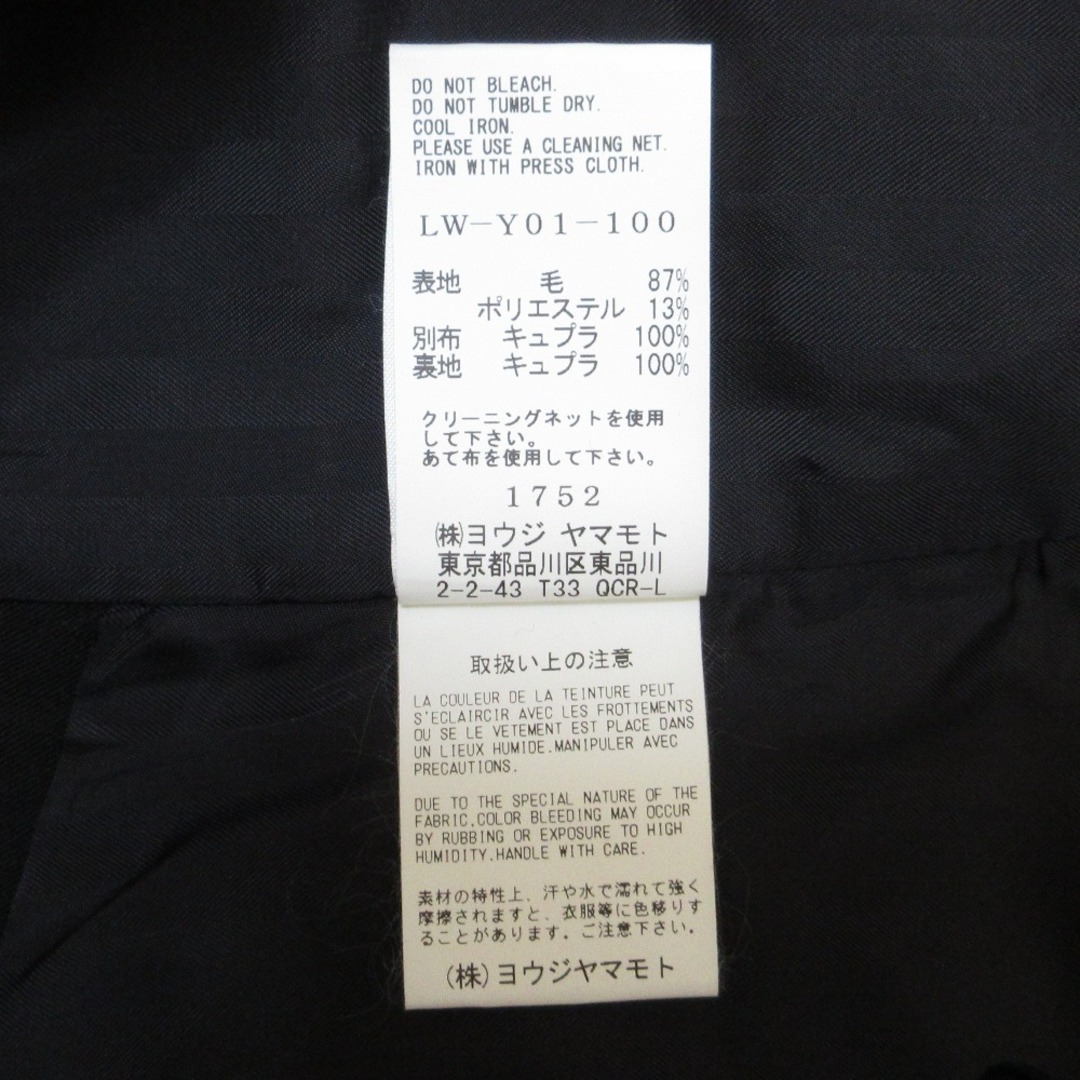 DO NOT BLEACH.
DO NOT TUMBLE DRY.
COOL IRON.
PLEASE USE A CLEANING NET.
IRON WITH PRESS CLOTH.
LW-Y01-100
表地 毛 87%
ポリエステル 13%
別布 キュプラ 100%
裏地 キュプラ 100%
クリーニングネットを使用
して下さい。
あて布を使用して下さい。
1752
㈱ヨウジ ヤマモト
東京都品川区東品川
2-2-43 T33 QCR-L
取扱い上の注意
LA COULEUR DE LA TEINTURE PEUT
S'ECLAIRCIR AVEC LES FROTTEMENTS
OU SE LE VETEMENT EST PLACE DANS
UN LIEUX HUMIDE.MANIPULER AVEC
PRECAUTIONS.
DUE TO THE SPECIAL NATURE OF THE
FABRIC,COLOR BLEEDING MAY OCCUR
BY RUBBING OR EXPOSURE TO HIGH
HUMIDITY.HANDLE WITH CARE.
素材の特性上、汗や水で濡れて強く
摩擦されますと、衣服等に色移りす
ることがあります。ご注意下さい。
(株)ヨウジヤマモト